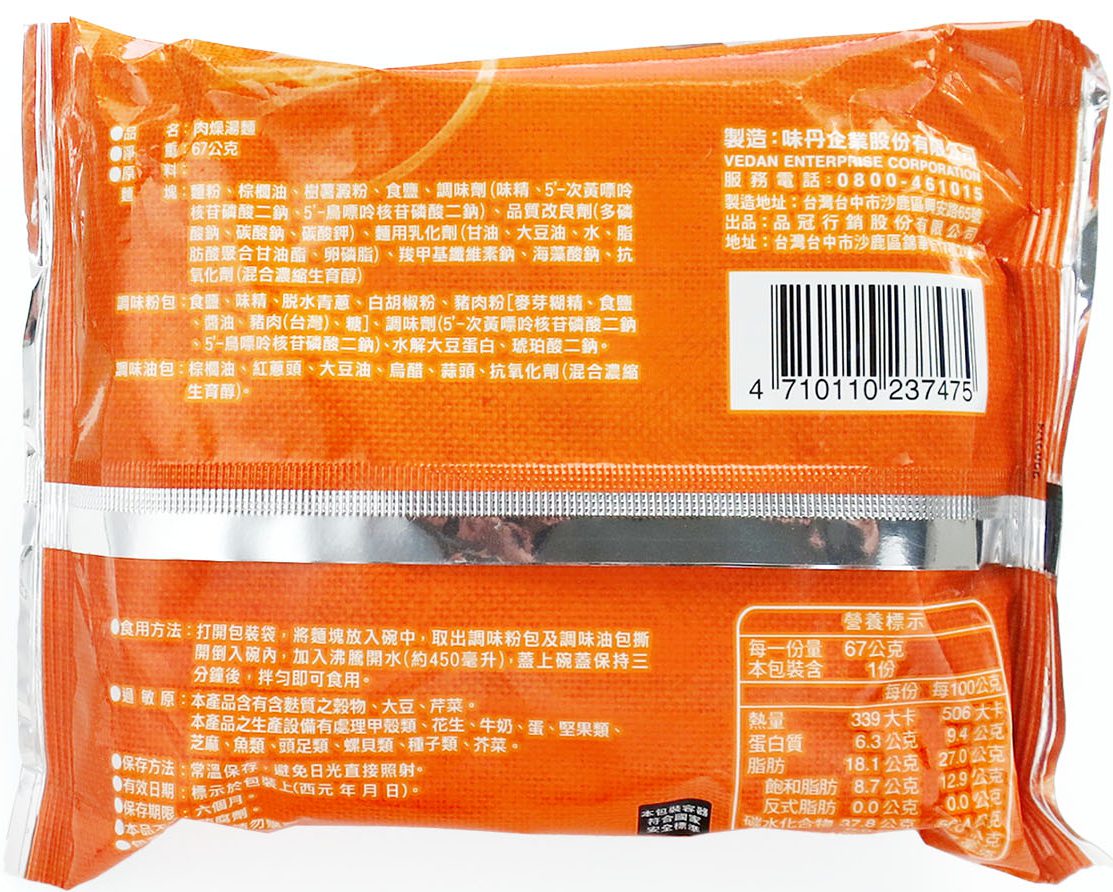 ●品名：肉燥湯麵
●淨重：67公克
●原料：
麵塊：麵粉、棕櫚油、樹薯澱粉、食鹽、調味劑(味精、5'-次黃嘌呤
核苷磷酸二鈉、5'-鳥嘌呤核苷磷酸二鈉)、品質改良劑(多磷
酸鈉、碳酸鈉、碳酸鉀)、麵用乳化劑(甘油、大豆油、水、脂
肪酸聚合甘油酯、卵磷脂)、羧甲基纖維素鈉、海藻酸鈉、抗
氧化劑(混合濃縮生育醇)
調味粉包：食鹽、味精、脫水青蔥、白胡椒粉、豬肉粉[麥芽糊精、食鹽
、醬油、豬肉(台灣)、糖]、調味劑(5'-次黃嘌呤核苷磷酸二鈉
、5'-鳥嘌呤核苷磷酸二鈉)、水解大豆蛋白、琥珀酸二鈉。
調味油包：棕櫚油、紅蔥頭、大豆油、烏醋、蒜頭、抗氧化劑(混合濃縮
生育醇)。
製造：味丹企業股份有限公司
VEDAN ENTERPRISE CORPORATION
服務電話：0800-461015
製造地址：台灣台中市沙鹿區興安路65號
出品：品冠行銷股份有限公司
地址：台灣台中市沙鹿區錦華
4 710110 237475
●食用方法：打開包裝袋，將麵塊放入碗中，取出調味粉包及調味油包撕
開倒入碗內，加入沸騰開水(約450毫升)，蓋上碗蓋保持三
分鐘後，拌勻即可食用。
●過敏原：本產品含有含麩質之穀物、大豆、芹菜。
本產品之生產設備有處理甲殼類、花生、牛奶、蛋、堅果類、
芝麻、魚類、頭足類、螺貝類、種子類、芥菜。
●保存方法：常溫保存，避免日光直接照射。
●有效日期：標示於包裝上(西元年月日)。
●保存期限：六個月。
●本品不
腐劑
請勿
本包裝容器
符合國家
安全標準
營養標示
每一份量 67公克
本包裝含 1份
每份 每100公克
熱量 339大卡 506大卡
蛋白質 6.3公克 9.4公克
脂肪 18.1公克 27.0公克
飽和脂肪 8.7公克 12.9公克
反式脂肪 0.0公克 0.0公克
碳水化合物 37.8公克 公克